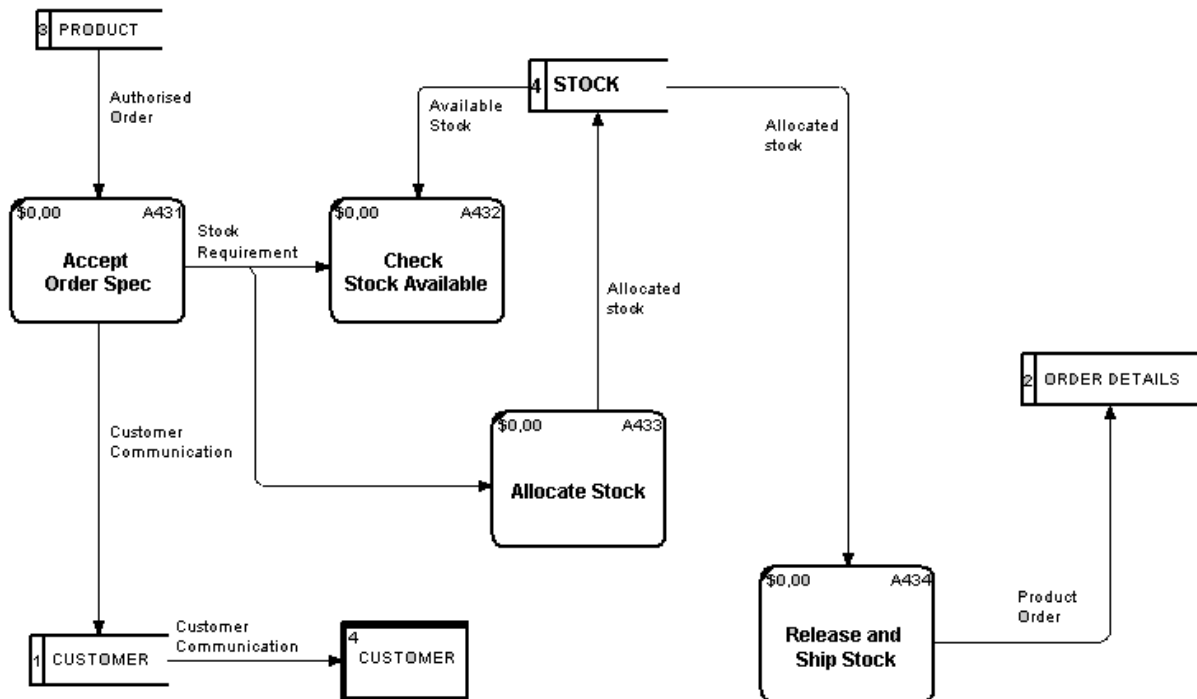 3 PRODUCT
Authorised
Order
4 STOCK
Available
Stock
Allocated
stock
$0,00 A431
Accept
Order Spec
Stock
Requirement
$0,00 A432
Check
Stock Available
Allocated
stock
2 ORDER DETAILS
$0,00 A433
Allocate Stock
Customer
Communication
$0,00 A434
Release and
Ship Stock
Product
Order
1 CUSTOMER
Customer
Communication
4
CUSTOMER